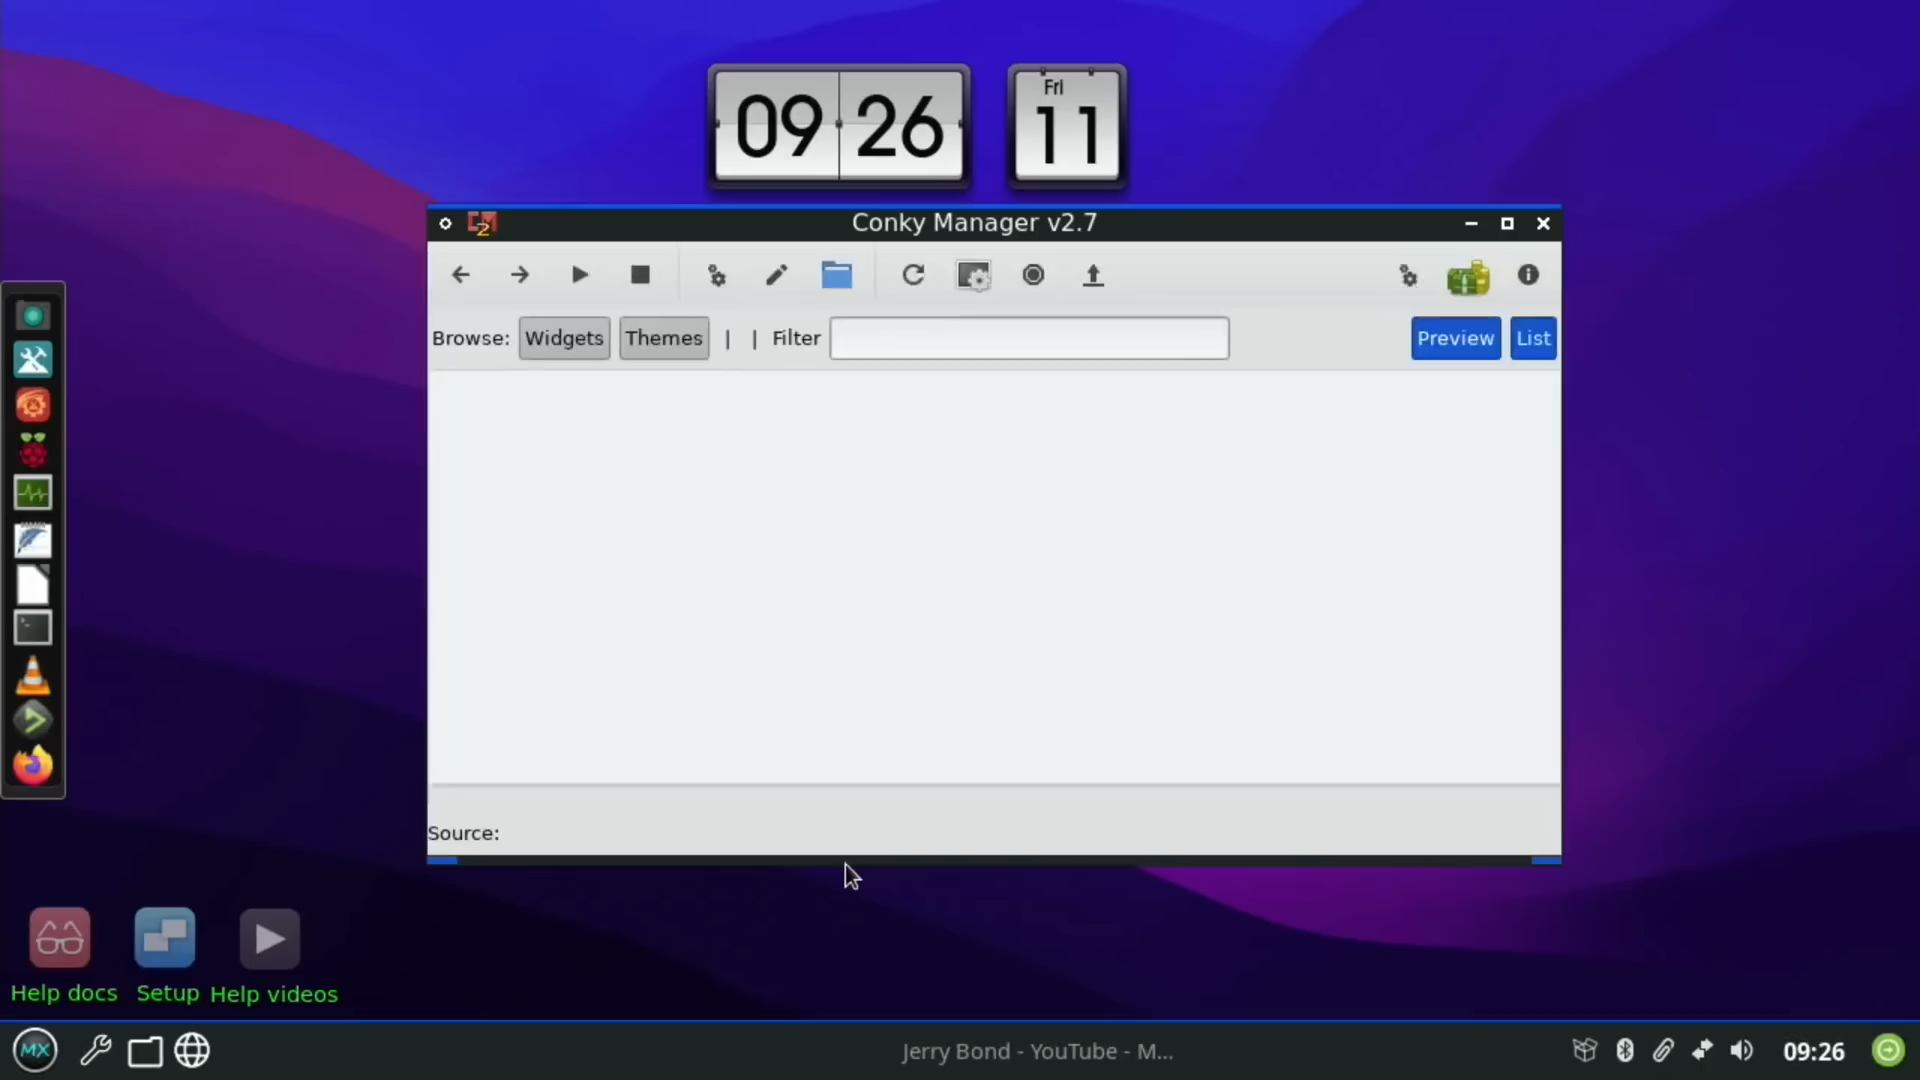 09 26
Fri
11
Conky Manager v2.7
Browse: Widgets Themes | | Filter Preview List
Source:
Help docs Setup Help videos
MX Jerry Bond - YouTube - M... 09:26